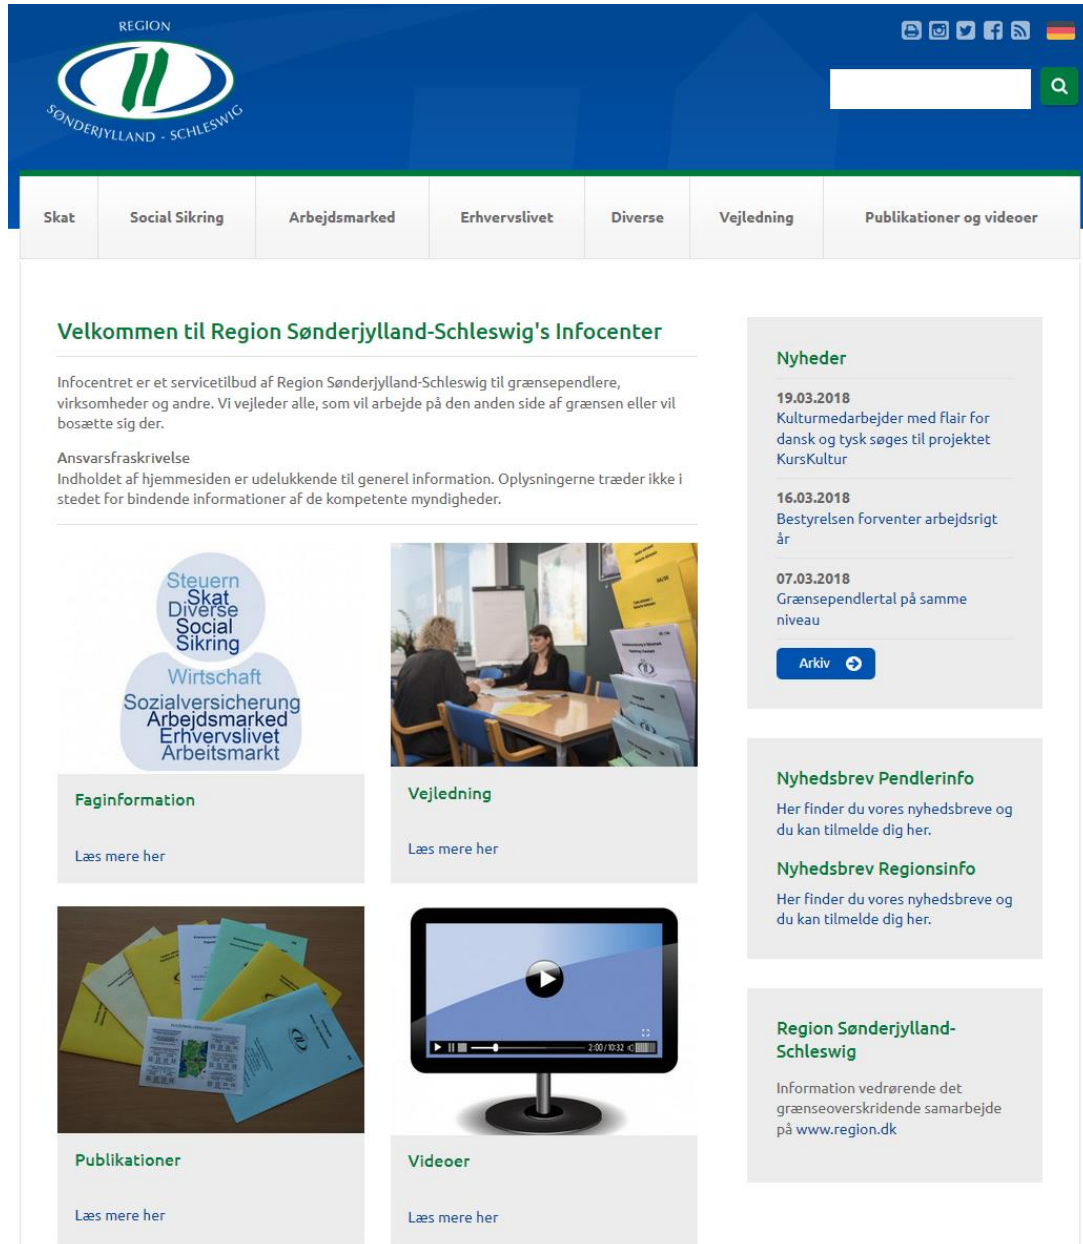 REGION
SØNDERJYLLAND - SCHLESWIG
Skat
Social Sikring
Arbejdsmarked
Erhvervslivet
Diverse
Vejledning
Publikationer og videoer
Velkommen til Region Sønderjylland-Schleswig's Infocenter
Infocentret er et servicetilbud af Region Sønderjylland-Schleswig til grænsependlere,
virksomheder og andre. Vi vejleder alle, som vil arbejde på den anden side af grænsen eller vil
bosætte sig der.
Ansvarsfraskrivelse
Indholdet af hjemmesiden er udelukkende til generel information. Oplysningerne træder ikke i
stedet for bindende informationer af de kompetente myndigheder.
Steuern
Skat
Diverse
Social
Sikring
Wirtschaft
Sozialversicherung
Arbejdsmarked
Erhvervslivet
Arbeitsmarkt
Faginformation
Læs mere her
Vejledning
Læs mere her
2:00/10:32
Publikationer
Læs mere her
Videoer
Læs mere her
Nyheder
19.03.2018
Kulturmedarbejder med flair for
dansk og tysk søges til projektet
KursKultur
16.03.2018
Bestyrelsen forventer arbejdsrigt
år
07.03.2018
Grænsependlertal på samme
niveau
Arkiv
Nyhedsbrev Pendlerinfo
Her finder du vores nyhedsbreve og
du kan tilmelde dig her.
Nyhedsbrev Regionsinfo
Her finder du vores nyhedsbreve og
du kan tilmelde dig her.
Region Sønderjylland-
Schleswig
Information vedrørende det
grænseoverskridende samarbejde
på www.region.dk